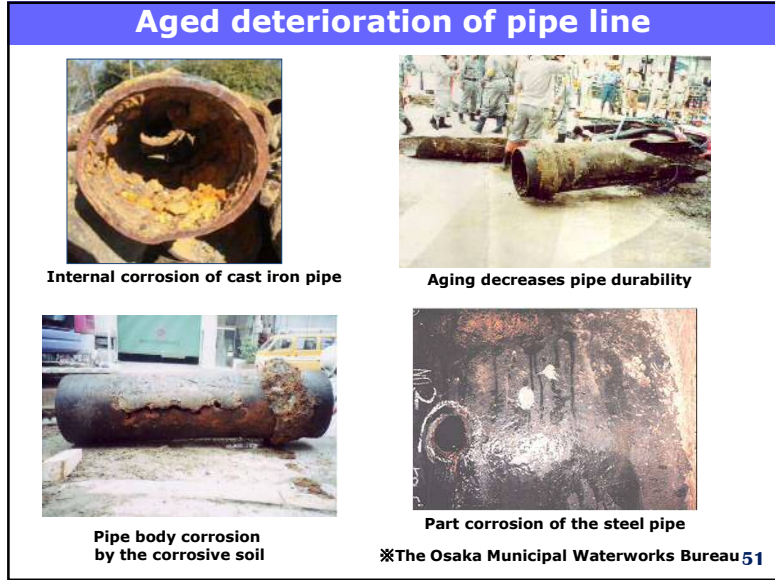 Aged deterioration of pipe line
Internal corrosion of cast iron pipe
Aging decreases pipe durability
Pipe body corrosion
by the corrosive soil
Part corrosion of the steel pipe
※The Osaka Municipal Waterworks Bureau 51